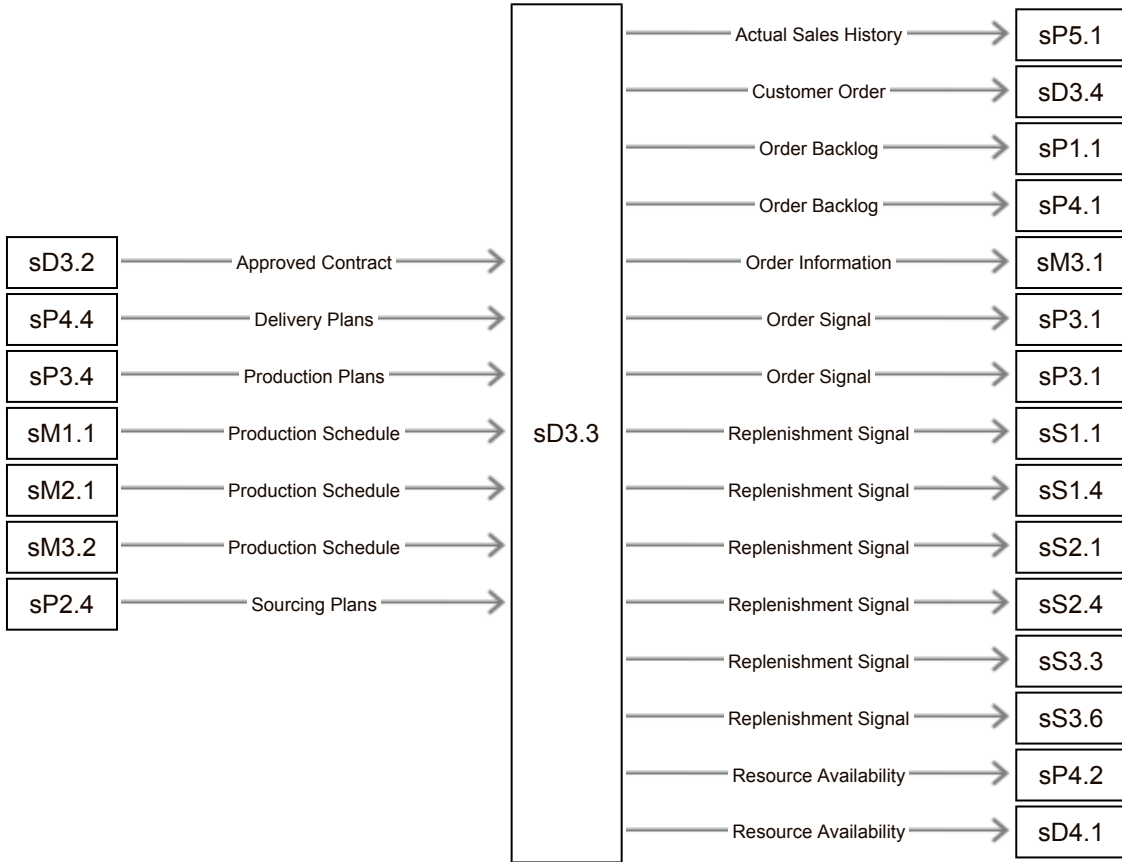 Actual Sales History sP5.1
Customer Order sD3.4
Order Backlog sP1.1
Order Backlog sP4.1
sD3.2 Approved Contract Order Information sM3.1
sP4.4 Delivery Plans Order Signal sP3.1
sP3.4 Production Plans Order Signal sP3.1
sM1.1 Production Schedule sD3.3 Replenishment Signal sS1.1
sM2.1 Production Schedule Replenishment Signal sS1.4
sM3.2 Production Schedule Replenishment Signal sS2.1
sP2.4 Sourcing Plans Replenishment Signal sS2.4
Replenishment Signal sS3.3
Replenishment Signal sS3.6
Resource Availability sP4.2
Resource Availability sD4.1